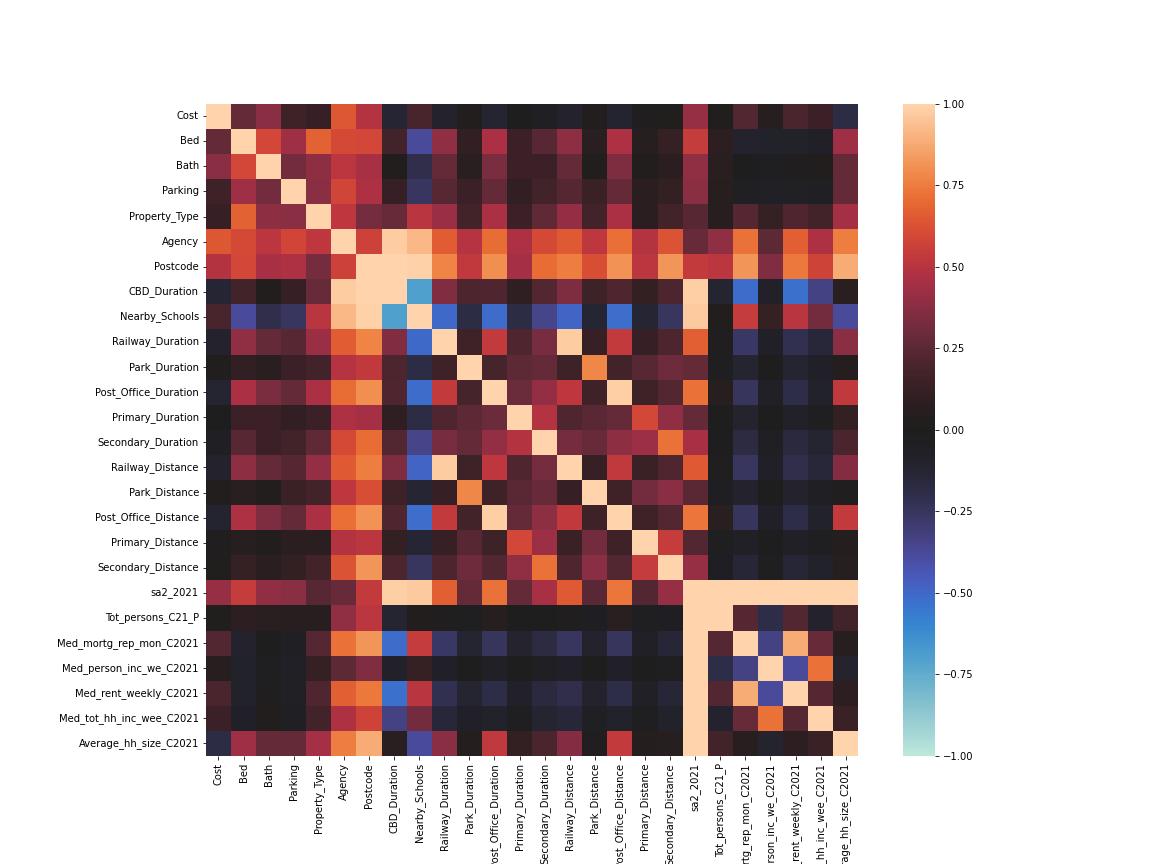 Cost
Bed
Bath
Parking
Property_Type
Agency
Postcode
CBD_Duration
Nearby_Schools
Railway_Duration
Park_Duration
Post_Office_Duration
Primary_Duration
Secondary_Duration
Railway_Distance
Park_Distance
Post_Office_Distance
Primary_Distance
Secondary_Distance
sa2_2021
Tot_persons_C21_P
Med_mortg_rep_mon_C2021
Med_person_inc_we_C2021
Med_rent_weekly_C2021
Med_tot_hh_inc_wee_C2021
Average_hh_size_C2021
Cost
Bed
Bath
Parking
Property_Type
Agency
Postcode
CBD_Duration
Nearby_Schools
Railway_Duration
Park_Duration
ost_Office_Duration
Primary_Duration
Secondary_Duration
Railway_Distance
Park_Distance
ost_Office_Distance
Primary_Distance
Secondary_Distance
sa2_2021
Tot_persons_C21_P
rtg_rep_mon_C2021
rson_inc_we_C2021
rent_weekly_C2021
hh_inc_wee_C2021
rage_hh_size_C2021
1.00
0.75
0.50
0.25
0.00
−0.25
−0.50
−0.75
−1.00